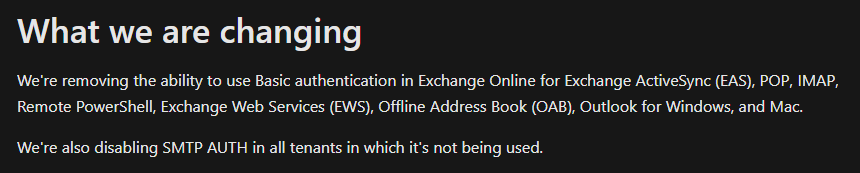 What we are changing
We're removing the ability to use Basic authentication in Exchange Online for Exchange ActiveSync (EAS), POP, IMAP,
Remote PowerShell, Exchange Web Services (EWS), Offline Address Book (OAB), Outlook for Windows, and Mac.
We're also disabling SMTP AUTH in all tenants in which it's not being used.